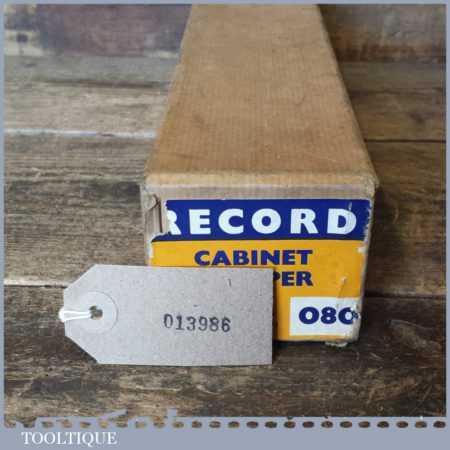 RECORD
CABINET
PER
080
013986
TOOLTIQUE